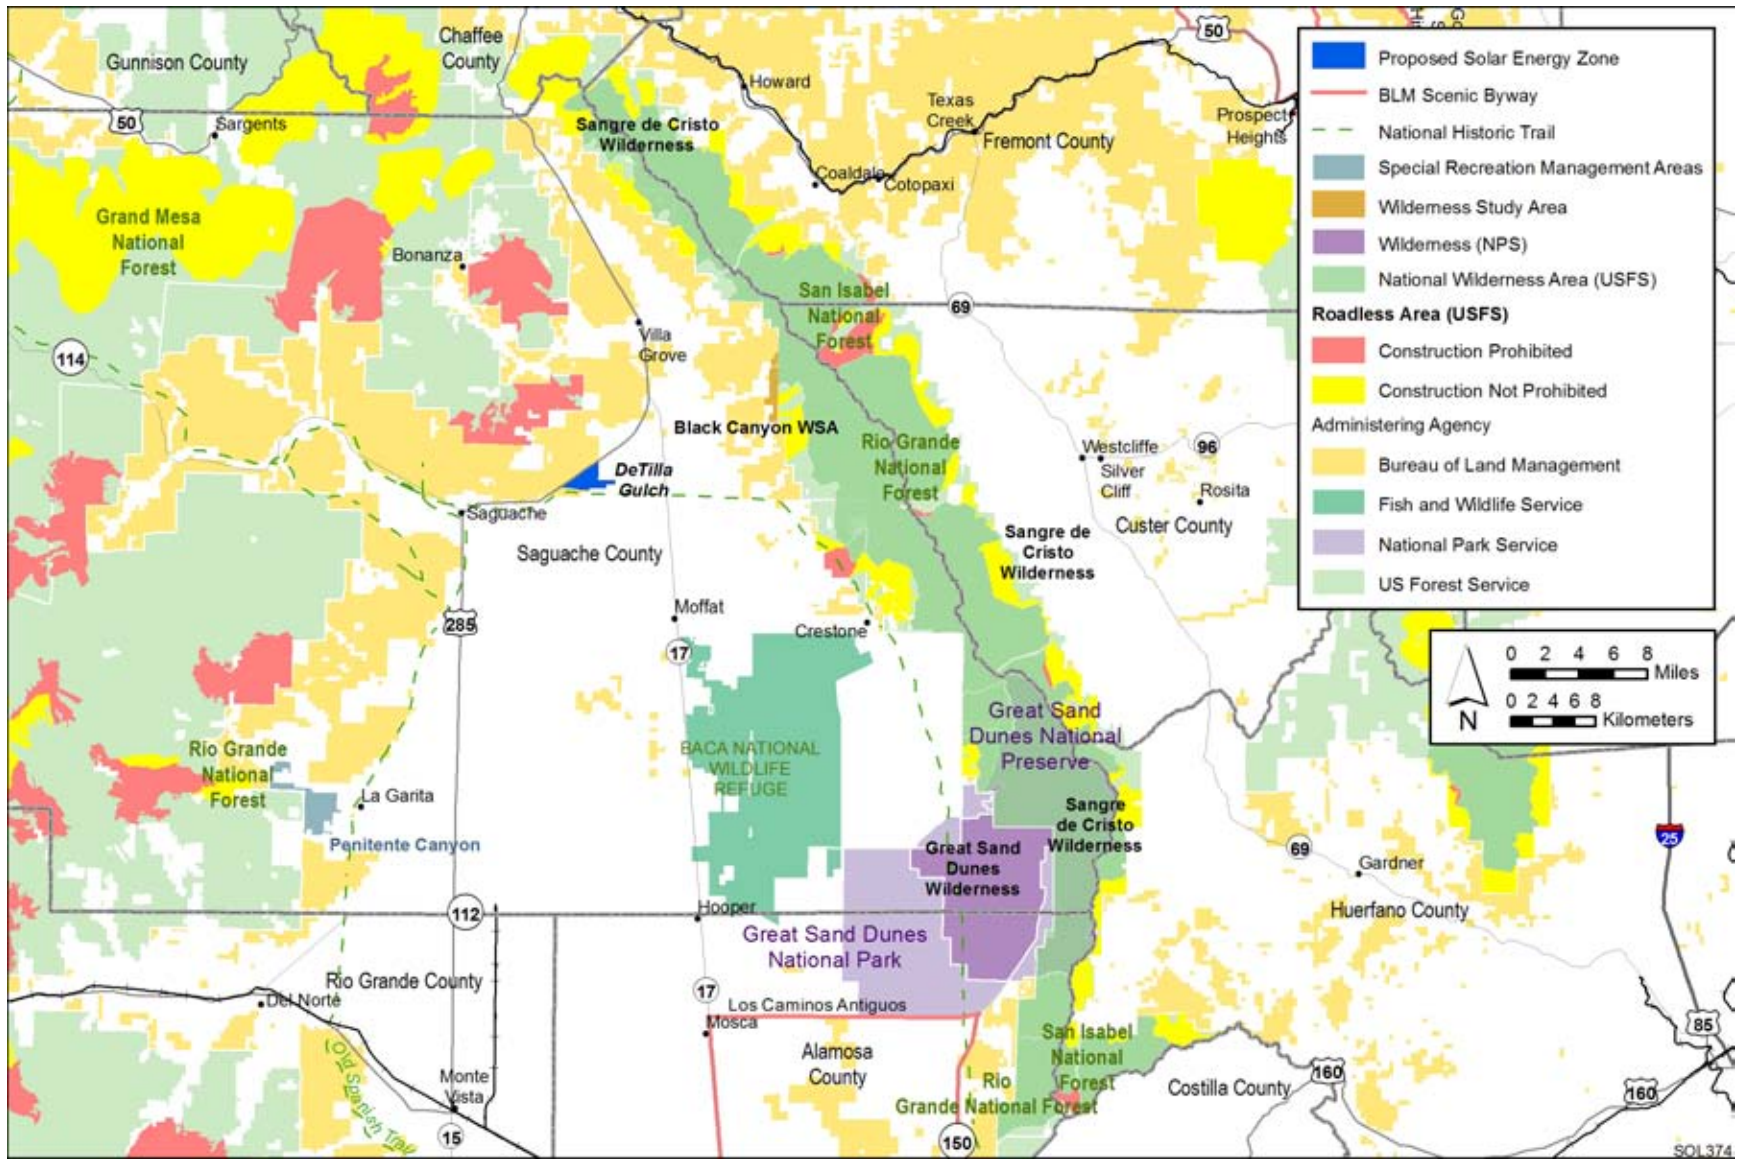 Gunnison County
Chaffee
County
50
Sargents
Howard
50
Texas
Creek
Prospect
Heights
Fremont County
Sangre de Cristo
Wilderness
Coaldale
Cotopaxi
Grand Mesa
National
Forest
Bonanza
San Isabel
National
Forest
69
Villa
Grove
114
Black Canyon WSA
Rio Grande
National
Forest
Westcliffe
96
Silver
Cliff
Rosita
Custer County
DeTilla
Gulch
Saguache
Saguache County
Sangre de
Cristo
Wilderness
285
Moffat
17
Crestone
Great Sand
Dunes National
Preserve
BACA NATIONAL
WILDLIFE
REFUGE
Rio Grande
National
Forest
La Garita
Penitente Canyon
Sangre
de Cristo
Wilderness
Great Sand
Dunes
Wilderness
69
Gardner
25
Huerfano County
112
Hooper
Great Sand Dunes
National Park
Rio Grande County
Del Norte
17
Los Caminos Antiguos
Mosca
Alamosa
County
San Isabel
National
Forest
Rio
Grande National Forest
Costilla County
160
160
85
Old Spanish Trail
Monte
Vista
15
150
Proposed Solar Energy Zone
BLM Scenic Byway
National Historic Trail
Special Recreation Management Areas
Wilderness Study Area
Wilderness (NPS)
National Wilderness Area (USFS)
Roadless Area (USFS)
Construction Prohibited
Construction Not Prohibited
Administering Agency
Bureau of Land Management
Fish and Wildlife Service
National Park Service
US Forest Service
N
0 2 4 6 8
Miles
0 2 4 6 8
Kilometers
SOL374